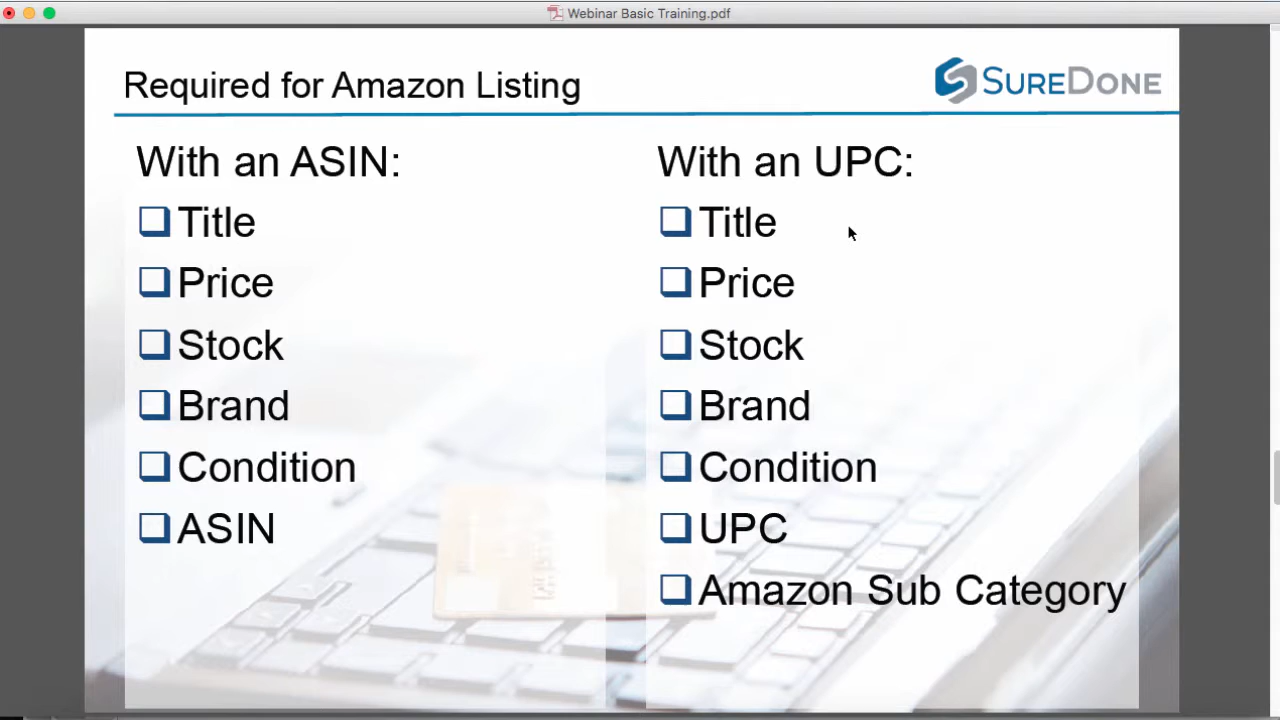 Webinar Basic Training.pdf
Required for Amazon Listing
SUREDONE
With an ASIN:
Title
Price
Stock
Brand
Condition
ASIN
With an UPC:
Title
Price
Stock
Brand
Condition
UPC
Amazon Sub Category